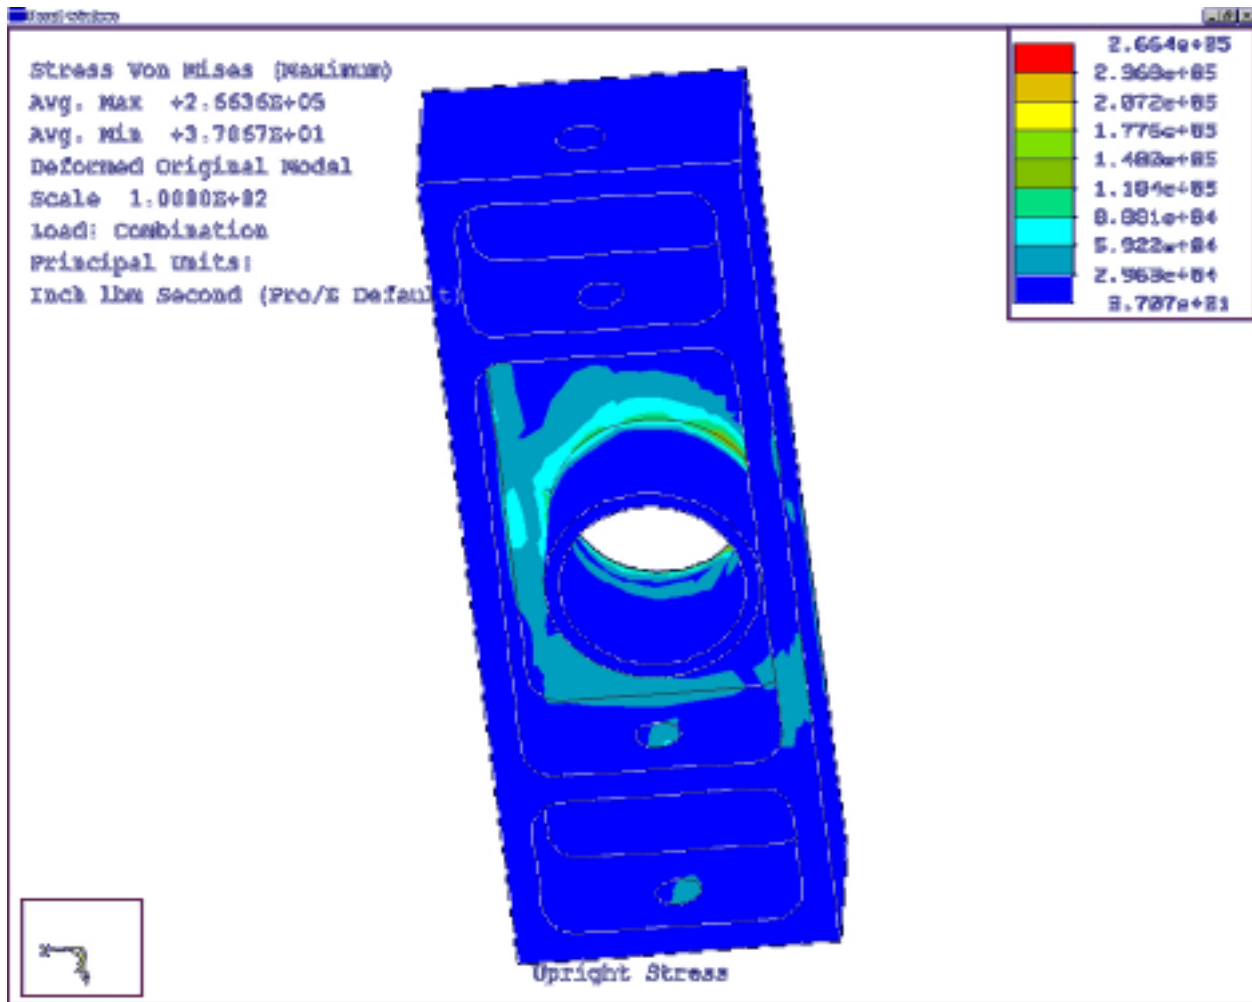 Stress Von Mises (Maximum)
Avg. Max +2.6636E+05
Avg. Min +3.7067E+01
Deformed Original Model
Scale 1.0000E+02
Load: Combination
Principal Units:
Inch lbm Second (Pro/E Default)
2.664e+05
2.368e+05
2.072e+05
1.776e+05
1.480e+05
1.184e+05
8.881e+04
5.922e+04
2.963e+04
3.707e+01
Upright Stress